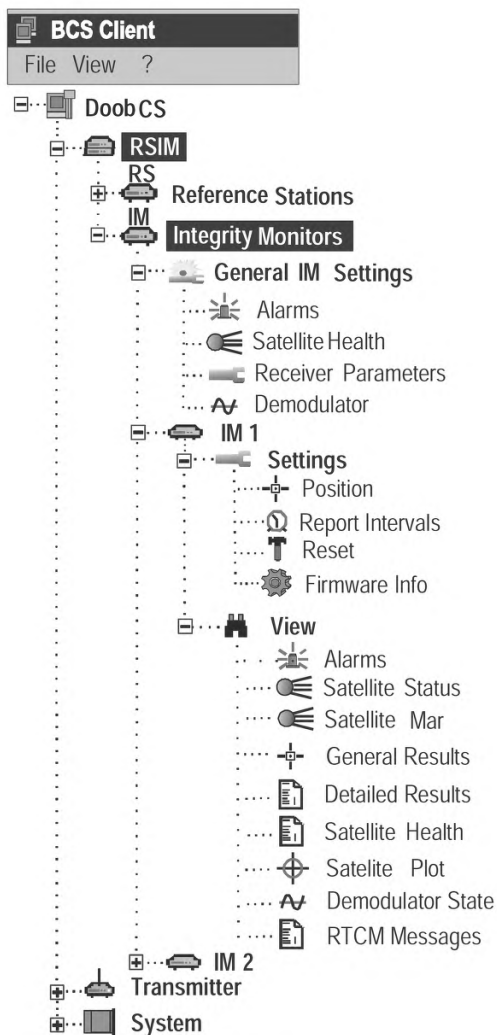 BCS Client
File View ?
Doob CS
RSIM
RS
Reference Stations
IM
Integrity Monitors
General IM Settings
Alarms
Satellite Health
Receiver Parameters
Demodulator
IM 1
Settings
Position
Report Intervals
Reset
Firmware Info
View
Alarms
Satellite Status
Satellite Mar
General Results
Detailed Results
Satellite Health
Satelite Plot
Demodulator State
RTCM Messages
IM 2
Transmitter
System